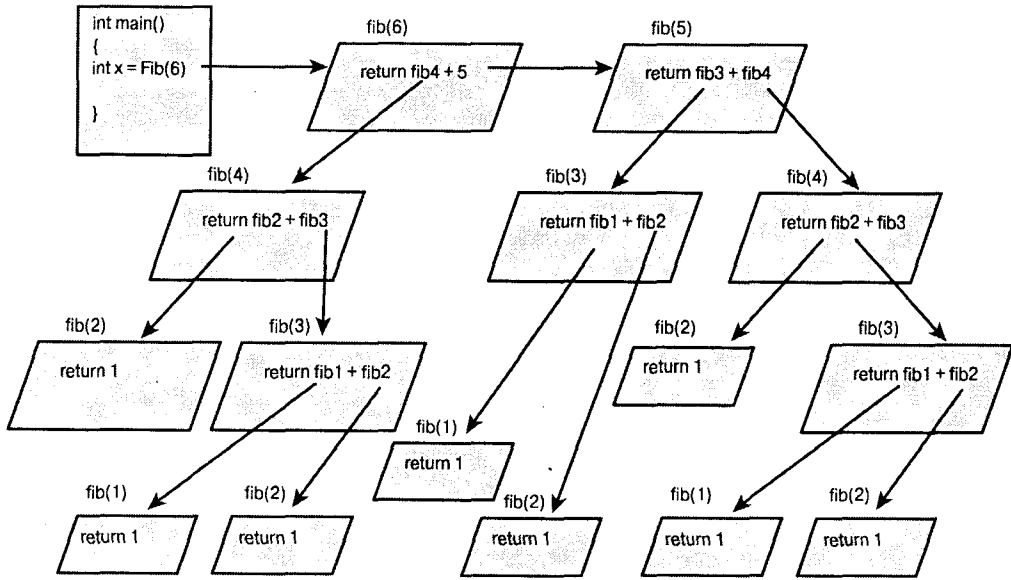 int main()
{
int x = Fib(6)
}
fib(6)
return fib4 + 5
fib(5)
return fib3 + fib4
fib(4)
return fib2 + fib3
fib(3)
return fib1 + fib2
fib(4)
return fib2 + fib3
fib(2)
return 1
fib(3)
return fib1 + fib2
fib(2)
return 1
fib(3)
return fib1 + fib2
fib(1)
return 1
fib(1)
return 1
fib(2)
return 1
fib(2)
return 1
fib(1)
return 1
fib(2)
return 1